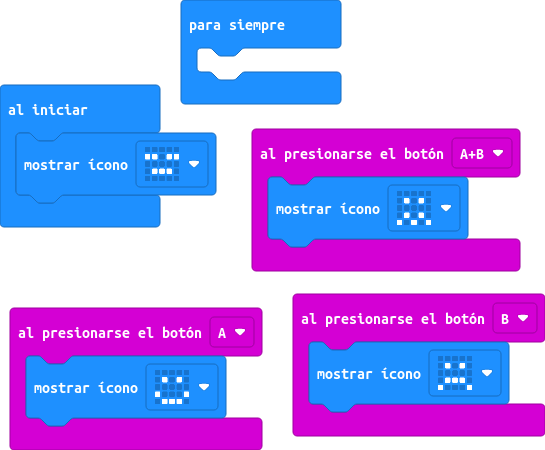 para siempre
al iniciar
mostrar ícono
al presionarse el botón A+B
mostrar ícono
al presionarse el botón A
mostrar ícono
al presionarse el botón B
mostrar ícono